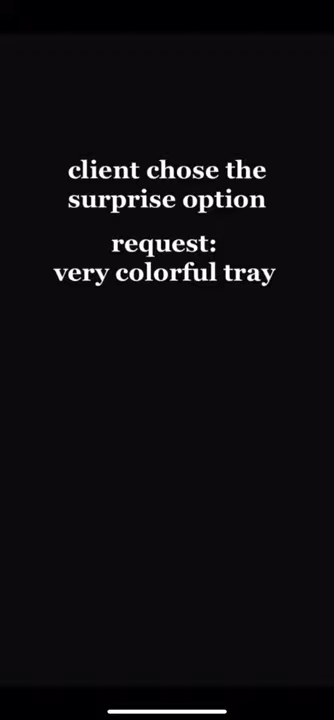 client chose the
surprise option
request:
very colorful tray